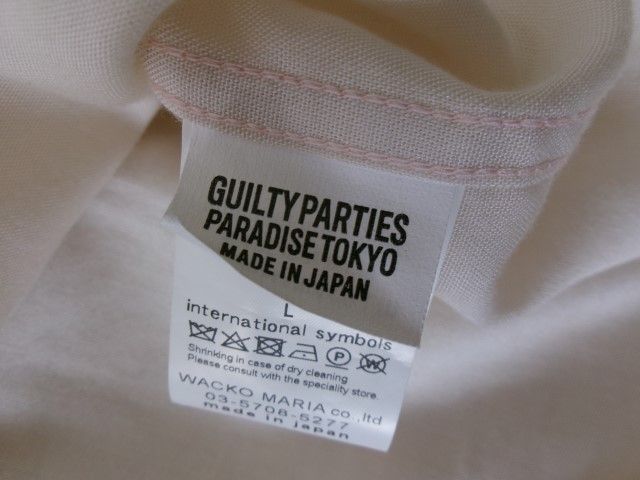 GUILTY PARTIES
PARADISE TOKYO
MADE IN JAPAN
L
international symbols
P W
Shrinking in case of dry cleaning
Please consult with the speciality store.
WACKO MARIA co.,ltd
03-5708-5277
made in japan